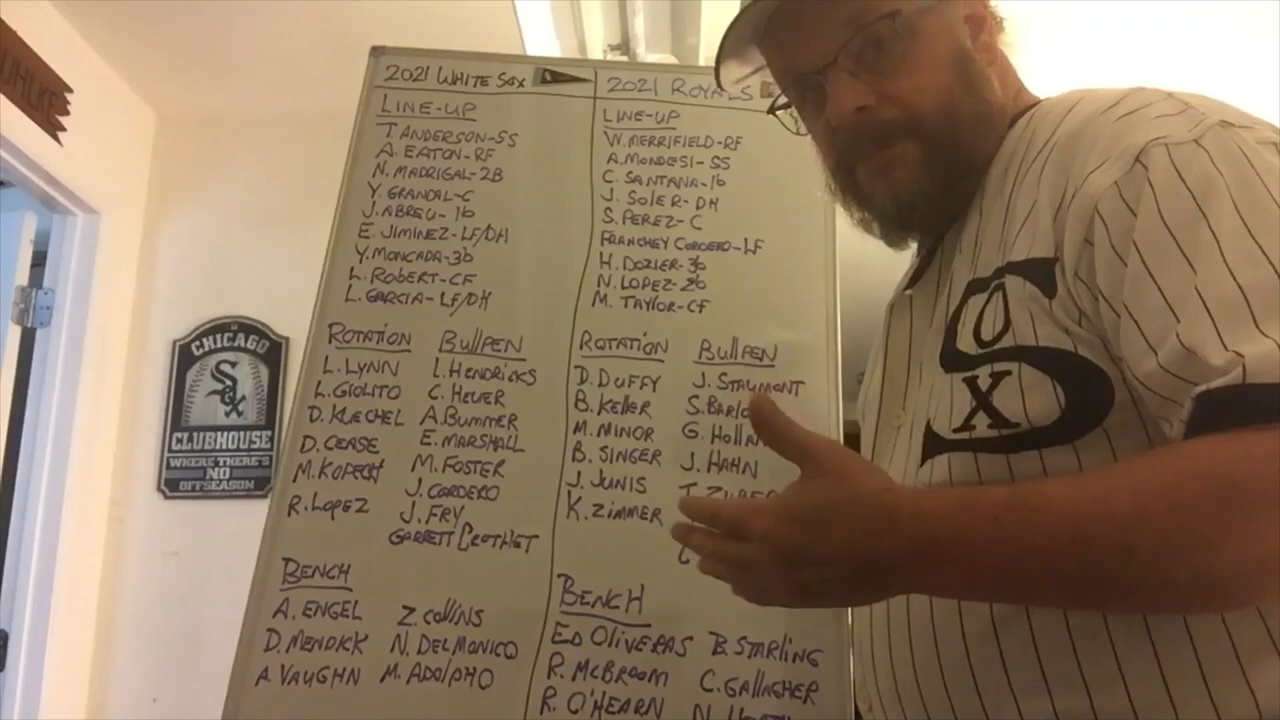 UHLKE
CHICAGO
Sox
CLUBHOUSE
WHERE THERE'S
NO
OFFSEASON
2021 WHITE SOX
LINE-UP
T. ANDERSON-SS
A. EATON-RF
N. MADRIGAL-2B
Y. GRANDAL-C
J. ABREU-1b
E. JIMINEZ-LF/DH
Y. MONCADA-3b
L. ROBERT-CF
L. GARCIA-LF/DH
ROTATION
L. LYNN
L. GIOLITO
D. KUECHEL
D. CEASE
M. KOPECH
R. LOPEZ
BullPEN
L. HENDRICKS
C. HEUER
A. BUMMER
E. MARSHALL
M. FOSTER
J. CORDERO
J. FRY
GARRETT CROTHET
BENCH
A. ENGEL
D. MENDICK
A. VAUGHN
Z. COllINS
N. DELMONICO
M. ADOlPHO
2021 ROYALS
LINE-UP
W. MERRIFIELD-RF
A. MONDESI-SS
C. SANTANA-1b
J. SOLER-DH
S. PEREZ-C
FRANCHEY CORDERO-LF
H. DOZIER-3b
N. LOPEZ-2b
M. TAYLOR-CF
ROTATION
D. DUFFY
B. KELLER
M. MINOR
B. SINGER
J. JUNIS
K. ZIMMER
BullPEN
J. STAUMONT
S.
G.
J. HAHN
BENCH
ED OLIVERAS
R. MCBROOM
R. O'HEARN
B. STARlING
C. GALLAGHER
SOX